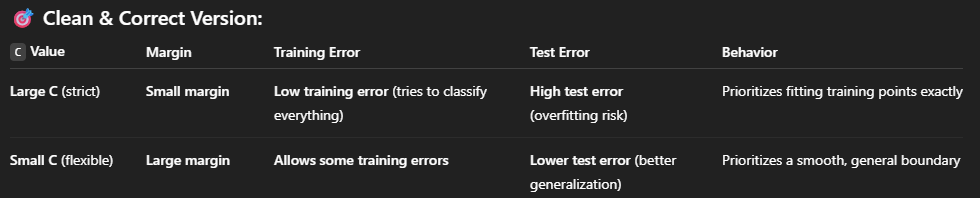 🎯 Clean & Correct Version:
C Value Margin Training Error Test Error Behavior
Large C (strict) Small margin Low training error (tries to classify everything) High test error (overfitting risk) Prioritizes fitting training points exactly
Small C (flexible) Large margin Allows some training errors Lower test error (better generalization) Prioritizes a smooth, general boundary